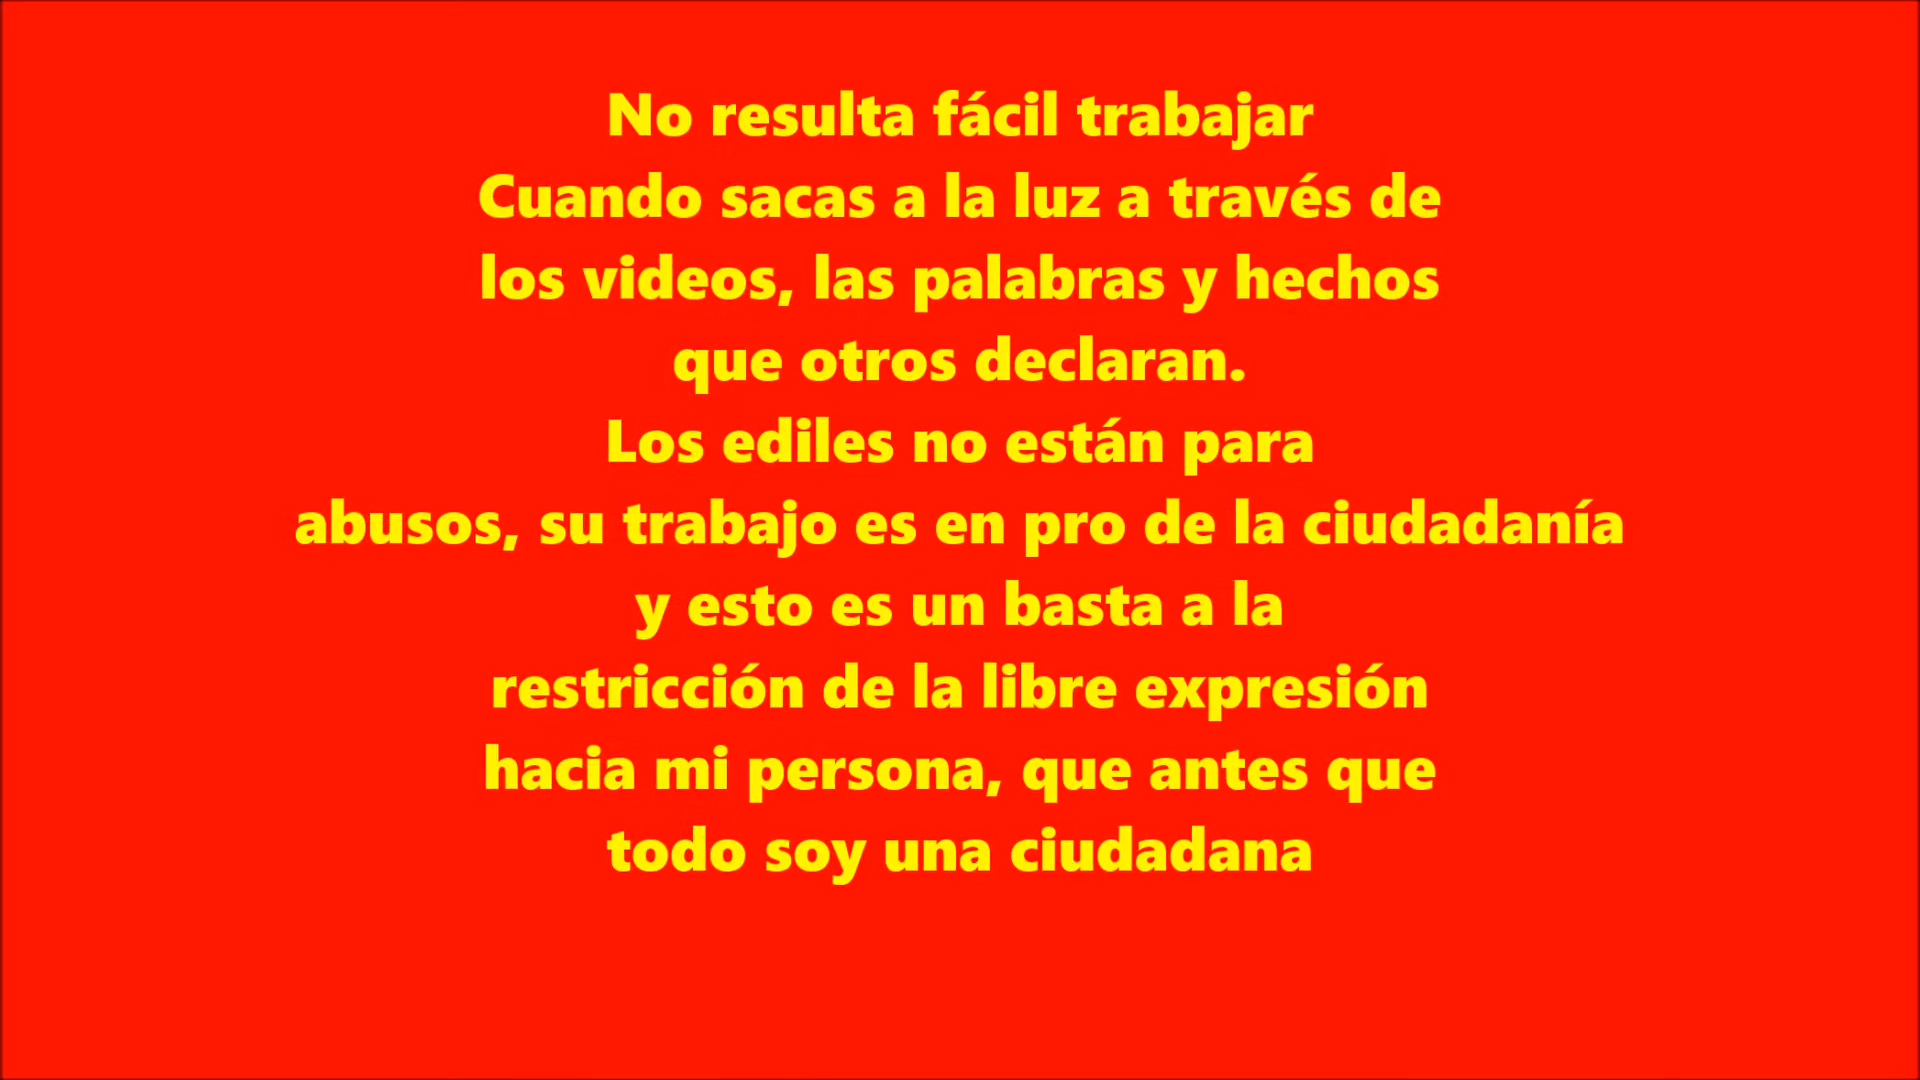 No resulta fácil trabajar
Cuando sacas a la luz a través de
los videos, las palabras y hechos
que otros declaran.
Los ediles no están para
abusos, su trabajo es en pro de la ciudadanía
y esto es un basta a la
restricción de la libre expresión
hacia mi persona, que antes que
todo soy una ciudadana